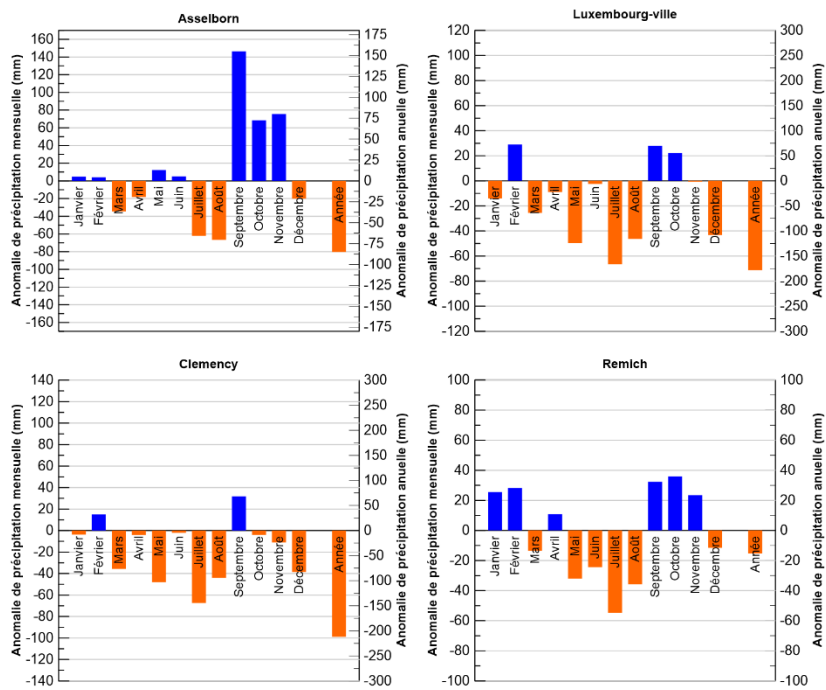 Asselborn
Anomalie de précipitation mensuelle (mm)
160
140
120
100
80
60
40
20
0
-20
-40
-60
-80
-100
-120
-140
-160
Janvier
Février
Mars
Avril
Mai
Juin
Juillet
Août
Septembre
Octobre
Novembre
Décembre
Année
175
150
125
100
75
50
25
0
-25
-50
-75
-100
-125
-150
-175
Anomalie de précipitation anuelle (mm)
Luxembourg-ville
Anomalie de précipitation mensuelle (mm)
120
100
80
60
40
20
0
-20
-40
-60
-80
-100
-120
Janvier
Février
Mars
Avril
Mai
Juin
Juillet
Août
Septembre
Octobre
Novembre
Décembre
Année
300
250
200
150
100
50
0
-50
-100
-150
-200
-250
-300
Anomalie de précipitation anuelle (mm)
Clemency
Anomalie de précipitation mensuelle (mm)
140
120
100
80
60
40
20
0
-20
-40
-60
-80
-100
-120
-140
Janvier
Février
Mars
Avril
Mai
Juin
Juillet
Août
Septembre
Octobre
Novembre
Décembre
Année
300
250
200
150
100
50
0
-50
-100
-150
-200
-250
-300
Anomalie de précipitation anuelle (mm)
Remich
Anomalie de précipitation mensuelle (mm)
100
80
60
40
20
0
-20
-40
-60
-80
-100
Janvier
Février
Mars
Avril
Mai
Juin
Juillet
Août
Septembre
Octobre
Novembre
Décembre
Année
100
80
60
40
20
0
-20
-40
-60
-80
-100
Anomalie de précipitation anuelle (mm)